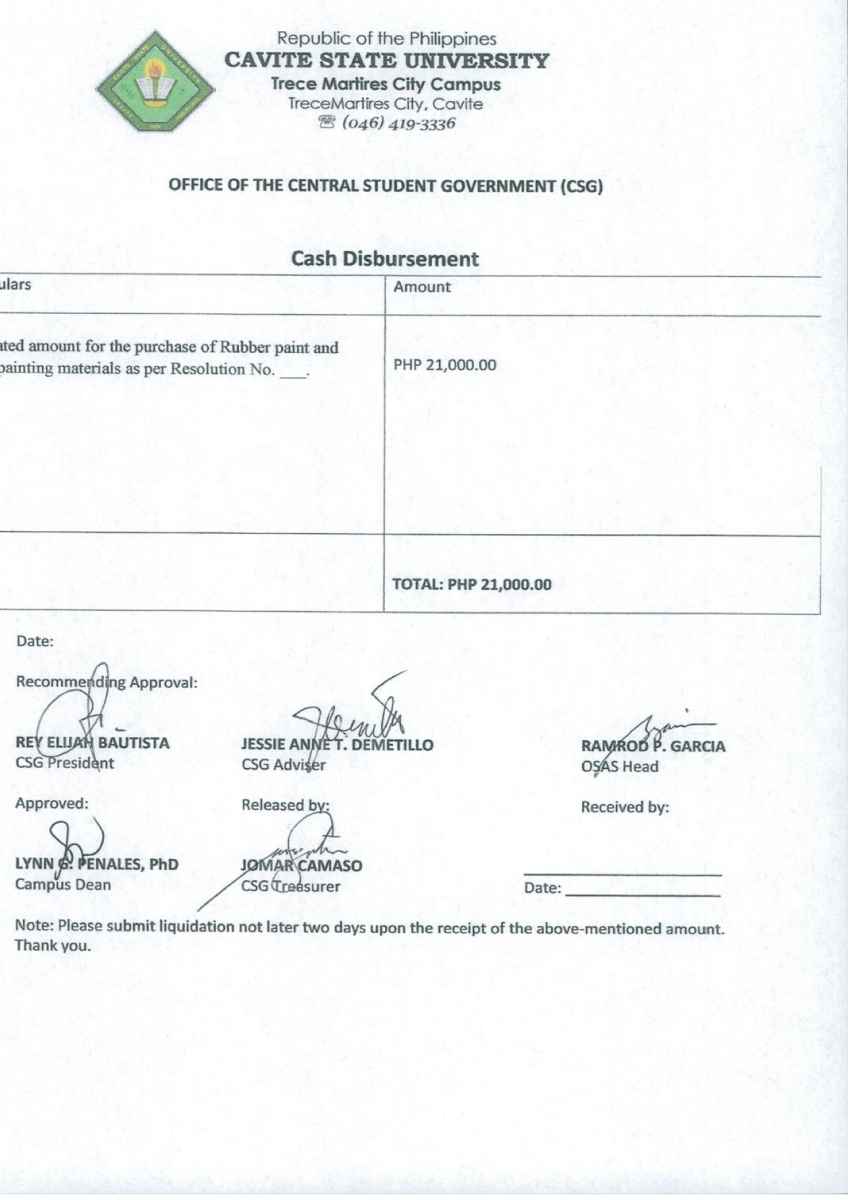 Republic of the Philippines
CAVITE STATE UNIVERSITY
Trece Martires City Campus
TreceMartires City, Cavite
☏ (046) 419-3336
OFFICE OF THE CENTRAL STUDENT GOVERNMENT (CSG)
Cash Disbursement
ulars Amount
ated amount for the purchase of Rubber paint and
painting materials as per Resolution No. ___.
PHP 21,000.00
TOTAL: PHP 21,000.00
Date:
Recommending Approval:
REY ELIJAH BAUTISTA JESSIE ANNE T. DEMETILLO RAMROD P. GARCIA
CSG President CSG Adviser OSAS Head
Approved: Released by: Received by:
LYNN G. PENALES, PhD JOMAR CAMASO
Campus Dean CSG Treasurer Date: ___
Note: Please submit liquidation not later two days upon the receipt of the above-mentioned amount.
Thank you.